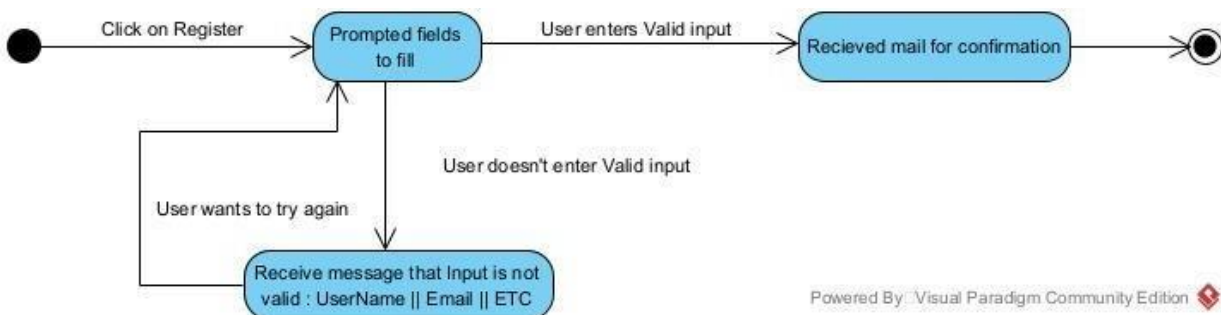 Click on Register
Prompted fields
to fill
User enters Valid input
Recieved mail for confirmation
User doesn't enter Valid input
User wants to try again
Receive message that Input is not
valid : UserName || Email || ETC
Powered By Visual Paradigm Community Edition